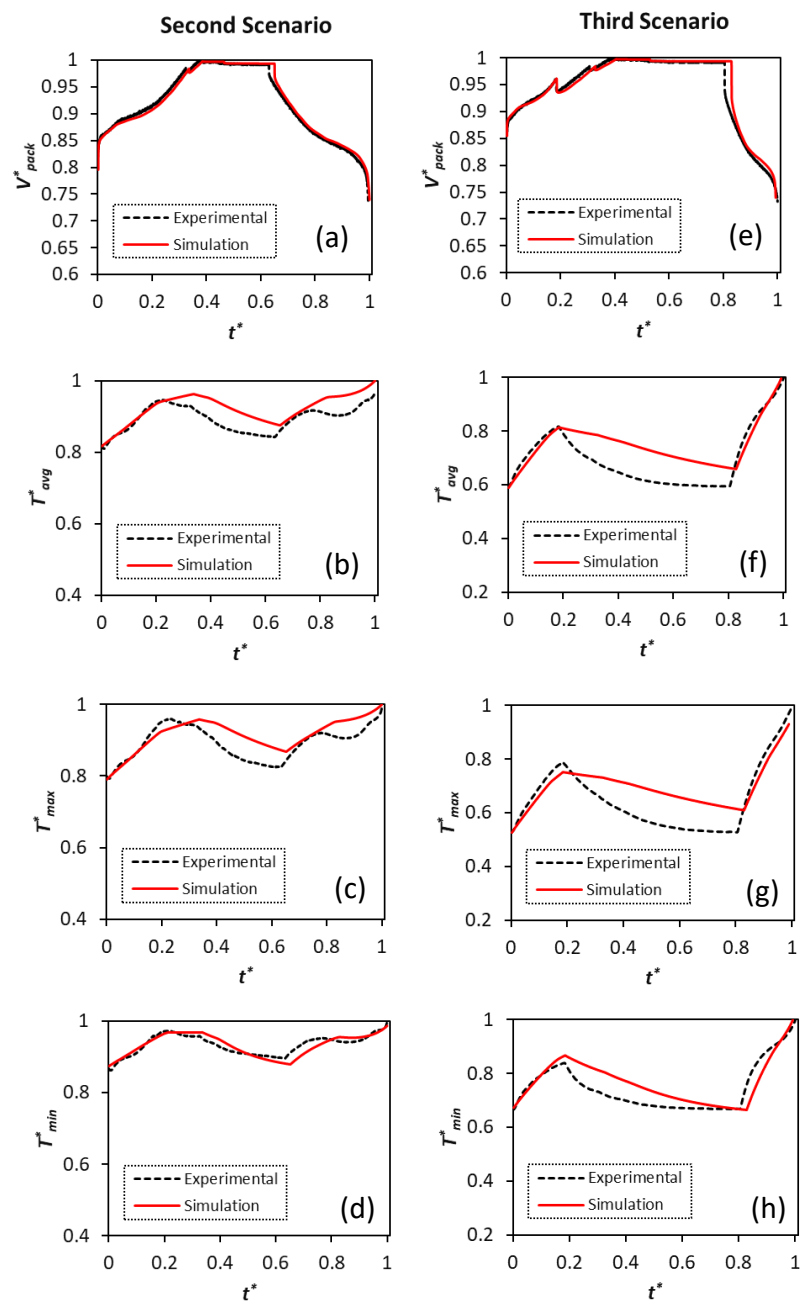 Second Scenario
Third Scenario
V*pack
1
0.95
0.9
0.85
0.8
0.75
0.7
0.65
0.6
Experimental
Simulation
(a)
0 0.2 0.4 0.6 0.8 1
t*
V*pack
1
0.95
0.9
0.85
0.8
0.75
0.7
0.65
0.6
Experimental
Simulation
(e)
0 0.2 0.4 0.6 0.8 1
t*
T*avg
1
0.8
0.6
0.4
Experimental
Simulation
(b)
0 0.2 0.4 0.6 0.8 1
t*
T*avg
1
0.8
0.6
0.4
0.2
Experimental
Simulation
(f)
0 0.2 0.4 0.6 0.8 1
t*
T*max
1
0.8
0.6
0.4
Experimental
Simulation
(c)
0 0.2 0.4 0.6 0.8 1
t*
T*max
1
0.8
0.6
0.4
0.2
Experimental
Simulation
(g)
0 0.2 0.4 0.6 0.8 1
t*
T*min
1
0.8
0.6
0.4
Experimental
Simulation
(d)
0 0.2 0.4 0.6 0.8 1
t*
T*min
1
0.8
0.6
0.4
0.2
Experimental
Simulation
(h)
0 0.2 0.4 0.6 0.8 1
t*